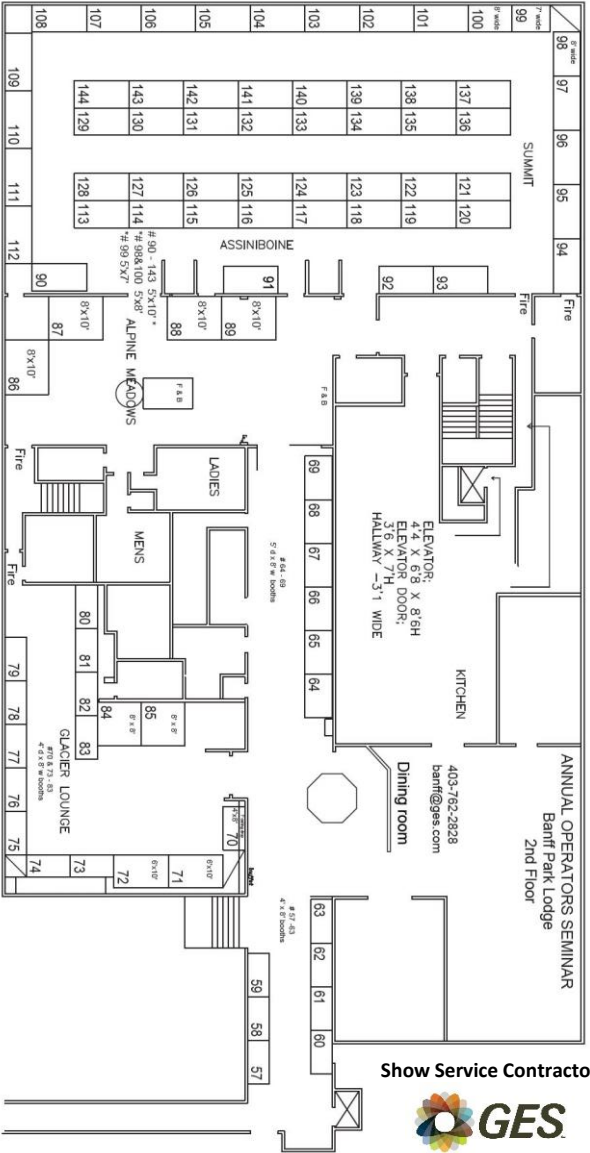 ANNUAL OPERATORS SEMINAR
Banff Park Lodge
2nd Floor
403-762-2828
banff@ges.com
Dining room
KITCHEN
ELEVATOR;
4'4 X 6'8 X 8'6H
ELEVATOR DOOR;
3'6 X 7'H
HALLWAY –3'1 WIDE
SUMMIT
ASSINIBOINE
# 90 - 143 5'x10' *
*# 98&100 5'x8'
*# 99 5'x7'
ALPINE MEADOWS
F & B
F & B
LADIES
MENS
GLACIER LOUNGE
#70 & 73 - 83
4' d x 8' w booths
# 64 - 69
5' d x 8' w booths
# 57 -63
4' x 8' booths
Fire
Fire
Fire
Fire
108
107
106
105
104
103
102
101
100
8' wide
99
7' wide
98
8' wide
97
96
95
94
109
110
111
112
144
143
142
141
140
139
138
137
129
130
131
132
133
134
135
136
128
127
126
125
124
123
122
121
113
114
115
116
117
118
119
120
90
91
92
93
87
8'x10'
88
8'x10'
89
8'x10'
86
8'x10'
69
68
67
66
65
64
80
81
82
83
84
8' x 8'
85
8' x 8'
79
78
77
76
75
74
73
72
6'x10'
71
6'x10'
70
4'x8'
63
62
61
60
59
58
57
Show Service Contracto
GES